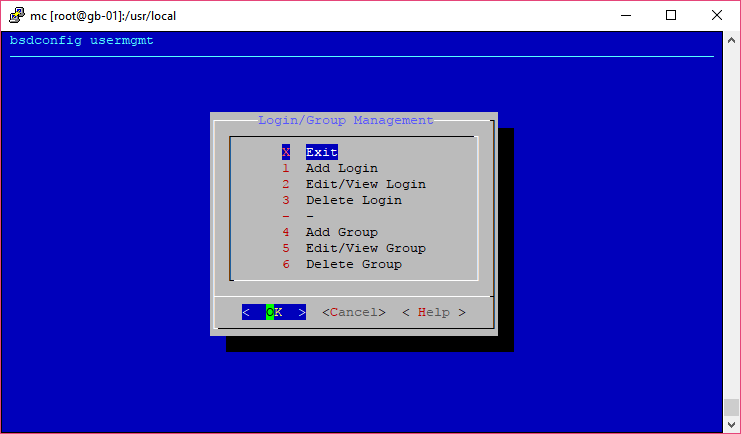 mc [root@gb-01]:/usr/local
bsdconfig usermgmt
Login/Group Management
X Exit
1 Add Login
2 Edit/View Login
3 Delete Login
- -
4 Add Group
5 Edit/View Group
6 Delete Group
< OK > <Cancel> < Help >